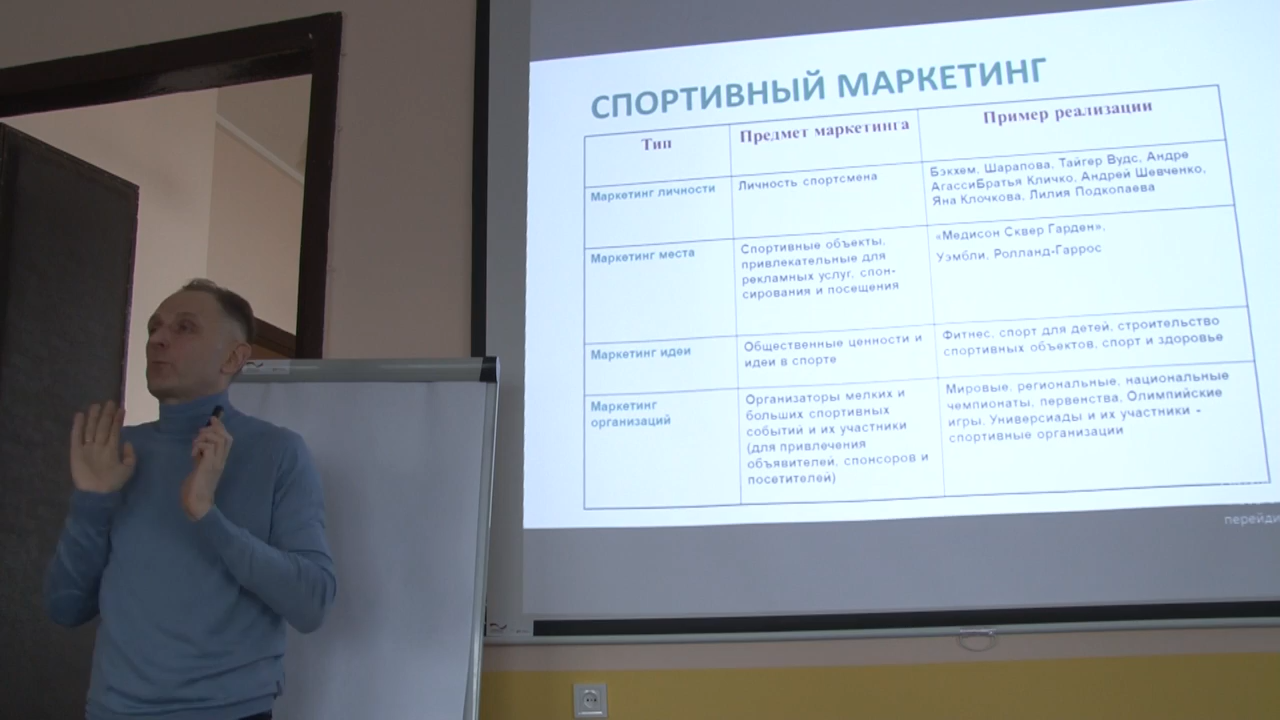 СПОРТИВНЫЙ МАРКЕТИНГ
Тип
Предмет маркетинга
Пример реализации
Маркетинг личности
Личность спортсмена
Бэкхем, Шарапова, Тайгер Вудс, Андре
АгассиБратья Кличко, Андрей Шевченко,
Яна Клочкова, Лилия Подкопаева
Маркетинг места
Спортивные объекты,
привлекательные для
рекламных услуг, спон-
сирования и посещения
«Медисон Сквер Гарден»,
Уэмбли, Ролланд-Гаррос
Маркетинг идеи
Общественные ценности и
идеи в спорте
Фитнес, спорт для детей, строительство
спортивных объектов, спорт и здоровье
Маркетинг
организаций
Организаторы мелких и
больших спортивных
событий и их участники
(для привлечения
объявителей, спонсоров и
посетителей)
Мировые, региональные, национальные
чемпионаты, первенства, Олимпийские
игры, Универсиады и их участники -
спортивные организации
перейди